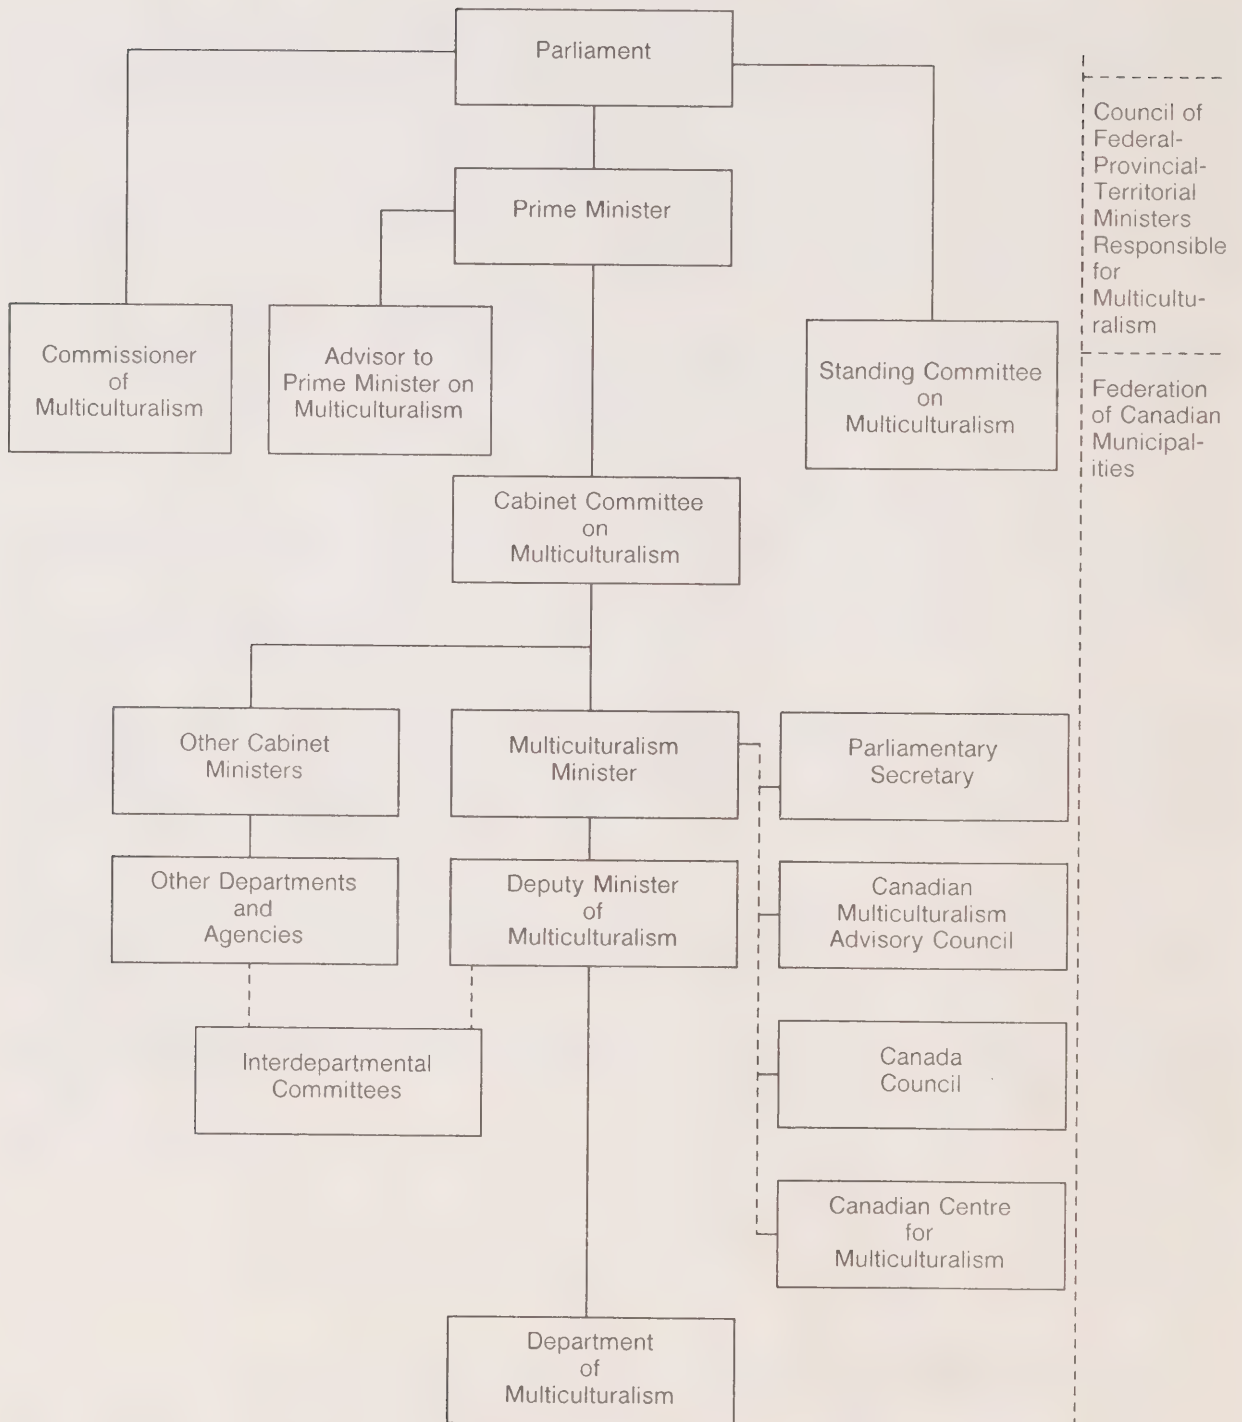 Parliament
Prime Minister
Commissioner
of
Multiculturalism
Advisor to
Prime Minister on
Multiculturalism
Standing Committee
on
Multiculturalism
Council of
Federal-
Provincial-
Territorial
Ministers
Responsible
for
Multicultu-
ralism
Federation
of Canadian
Municipal-
ities
Cabinet Committee
on
Multiculturalism
Other Cabinet
Ministers
Multiculturalism
Minister
Parliamentary
Secretary
Other Departments
and
Agencies
Deputy Minister
of
Multiculturalism
Canadian
Multiculturalism
Advisory Council
Interdepartmental
Committees
Canada
Council
Canadian Centre
for
Multiculturalism
Department
of
Multiculturalism